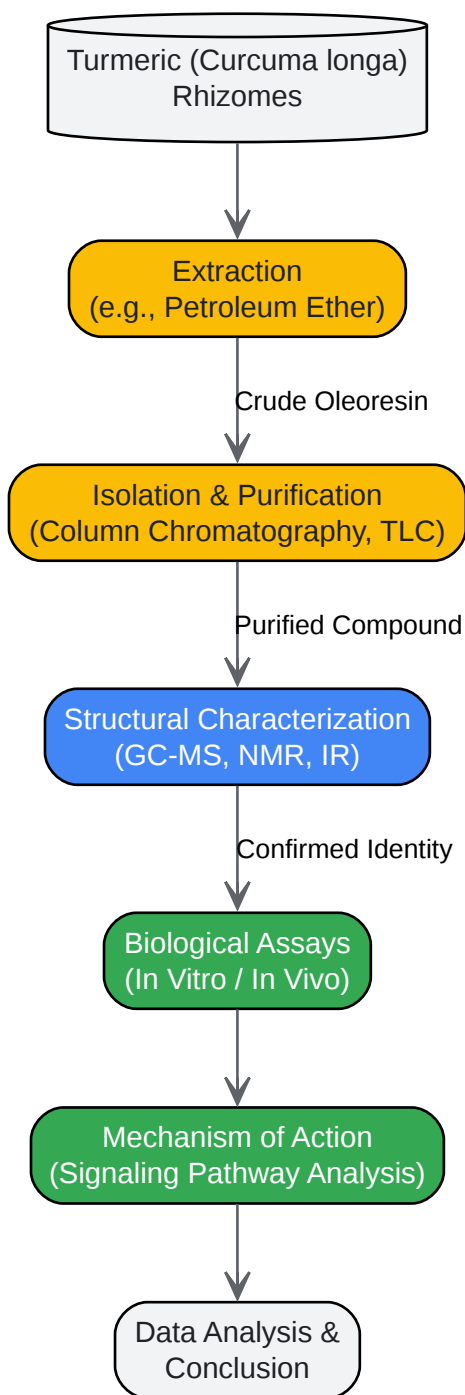 Turmeric (Curcuma longa)
Rhizomes
Extraction
(e.g., Petroleum Ether)
Crude Oleoresin
Isolation & Purification
(Column Chromatography, TLC)
Purified Compound
Structural Characterization
(GC-MS, NMR, IR)
Confirmed Identity
Biological Assays
(In Vitro / In Vivo)
Mechanism of Action
(Signaling Pathway Analysis)
Data Analysis &
Conclusion